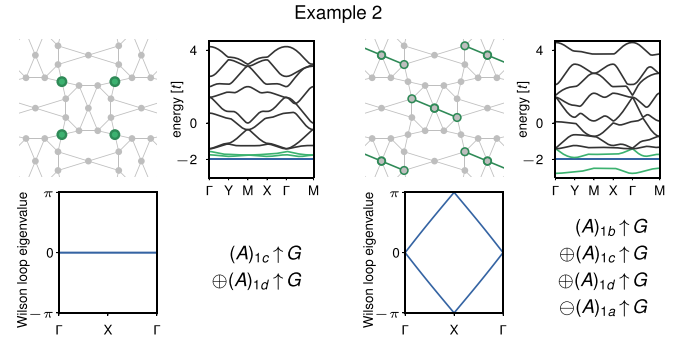 Example 2
energy [t]
4
0
−2
Γ Y M X Γ M
Wilson loop eigenvalue
π
0
−π
Γ X Γ
(A)1c↑G
⊕(A)1d↑G
energy [t]
4
0
−2
Γ Y M X Γ M
Wilson loop eigenvalue
π
0
−π
Γ X Γ
(A)1b↑G
⊕(A)1c↑G
⊕(A)1d↑G
⊖(A)1a↑G